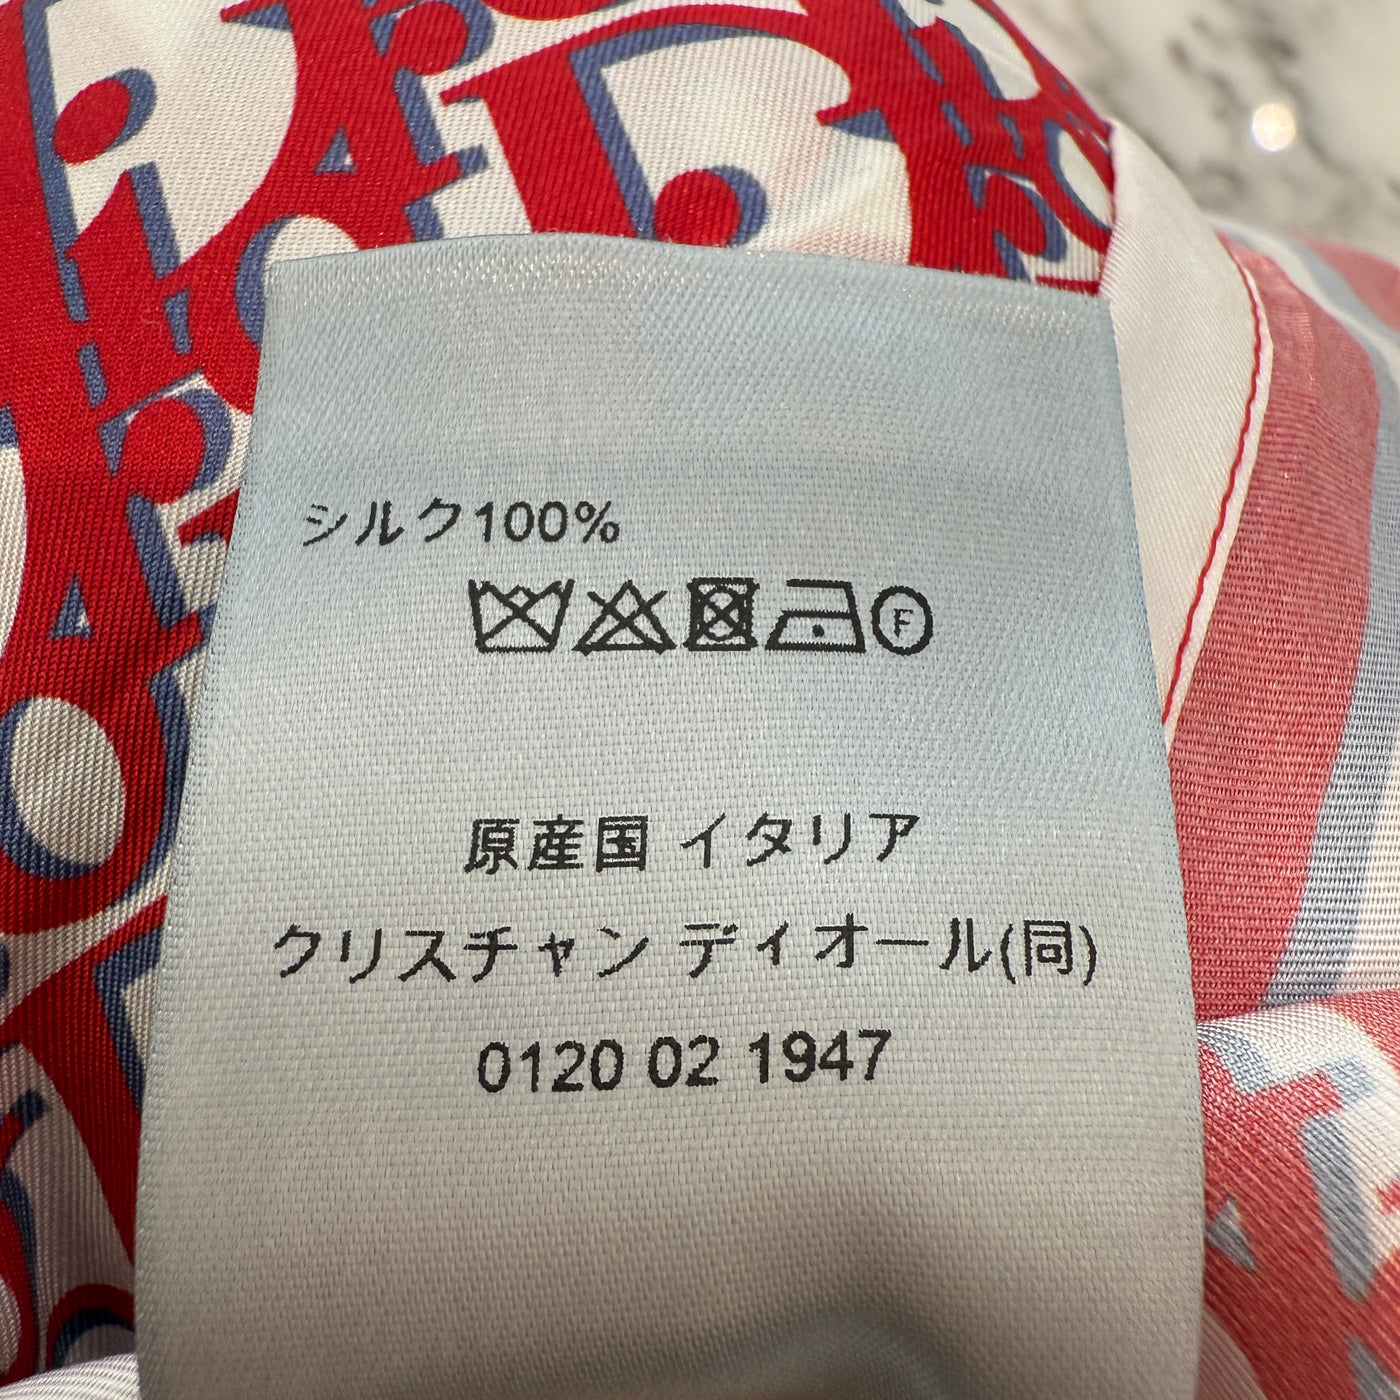 シルク100%
F
原産国 イタリア
クリスチャン ディオール(同)
0120 02 1947